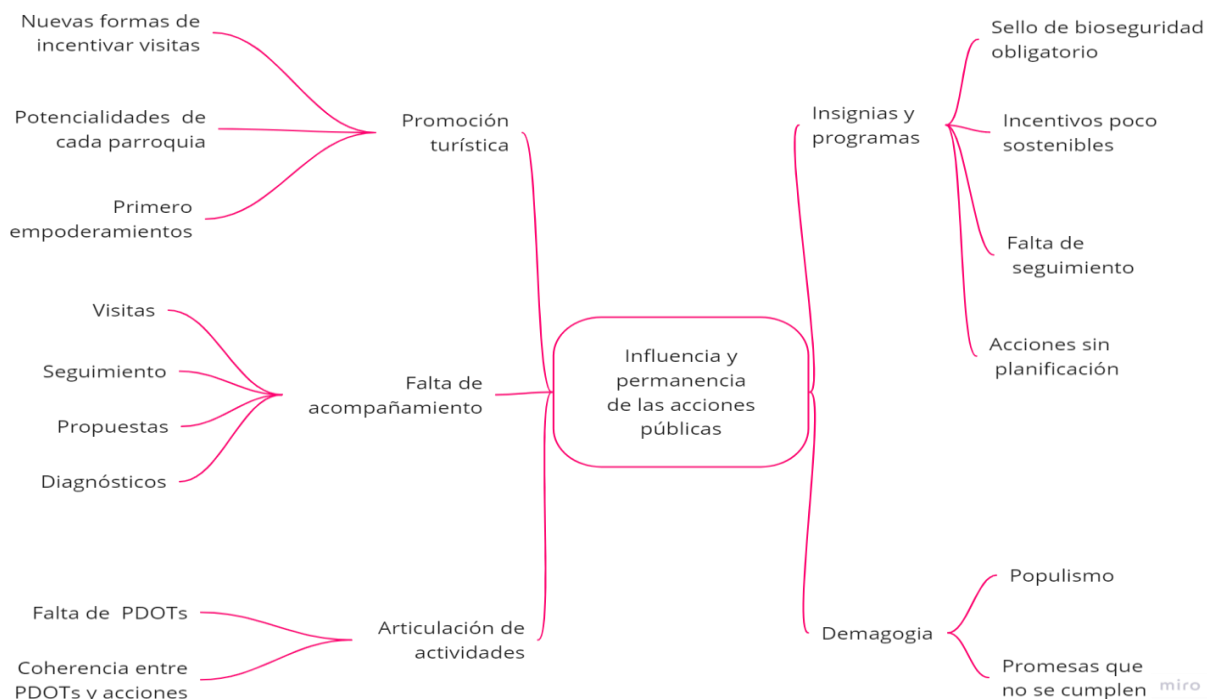 Nuevas formas de
incentivar visitas
Potencialidades de
cada parroquia
Primero
empoderamientos
Promoción
turística
Visitas
Seguimiento
Propuestas
Diagnósticos
Falta de
acompañamiento
Falta de PDOTs
Coherencia entre
PDOTs y acciones
Articulación de
actividades
Influencia y
permanencia
de las acciones
públicas
Insignias y
programas
Sello de bioseguridad
obligatorio
Incentivos poco
sostenibles
Falta de
seguimiento
Acciones sin
planificación
Demagogia
Populismo
Promesas que
no se cumplen
miro